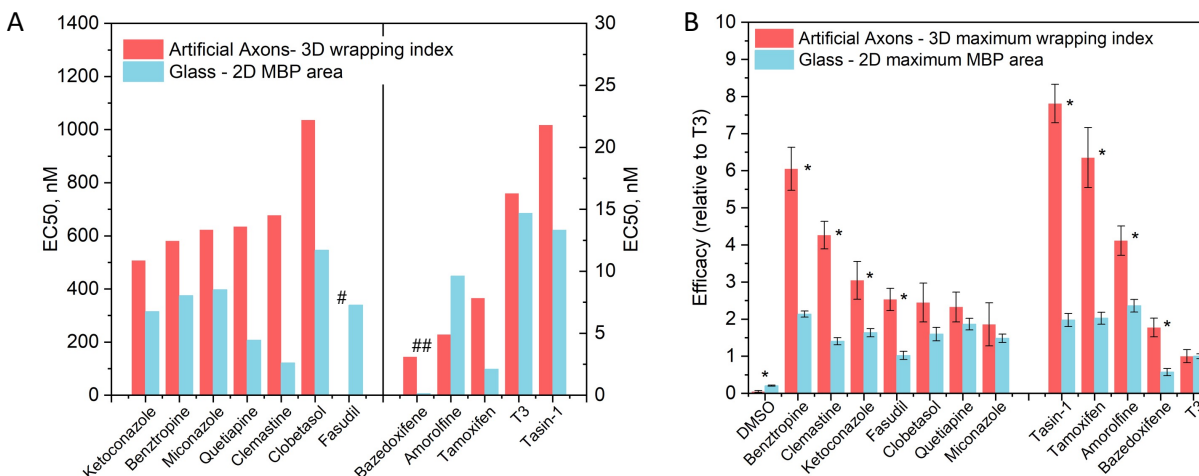 A
1400
1200
1000
800
600
400
200
0
EC50, nM
Artificial Axons- 3D wrapping index
Glass - 2D MBP area
#
##
30
25
20
15
10
5
0
EC50, nM
Ketoconazole
Benztropine
Miconazole
Quetiapine
Clemastine
Clobetasol
Fasudil
Bazedoxifene
Amorolfine
Tamoxifen
T3
Tasin-1
B
10
9
8
7
6
5
4
3
2
1
0
Efficacy (relative to T3)
Artificial Axons - 3D maximum wrapping index
Glass - 2D maximum MBP area
*
*
*
*
*
*
*
*
*
DMSO
Benztropine
Clemastine
Ketoconazole
Fasudil
Clobetasol
Quetiapine
Miconazole
Tasin-1
Tamoxifen
Amorolfine
Bazedoxifene
T3